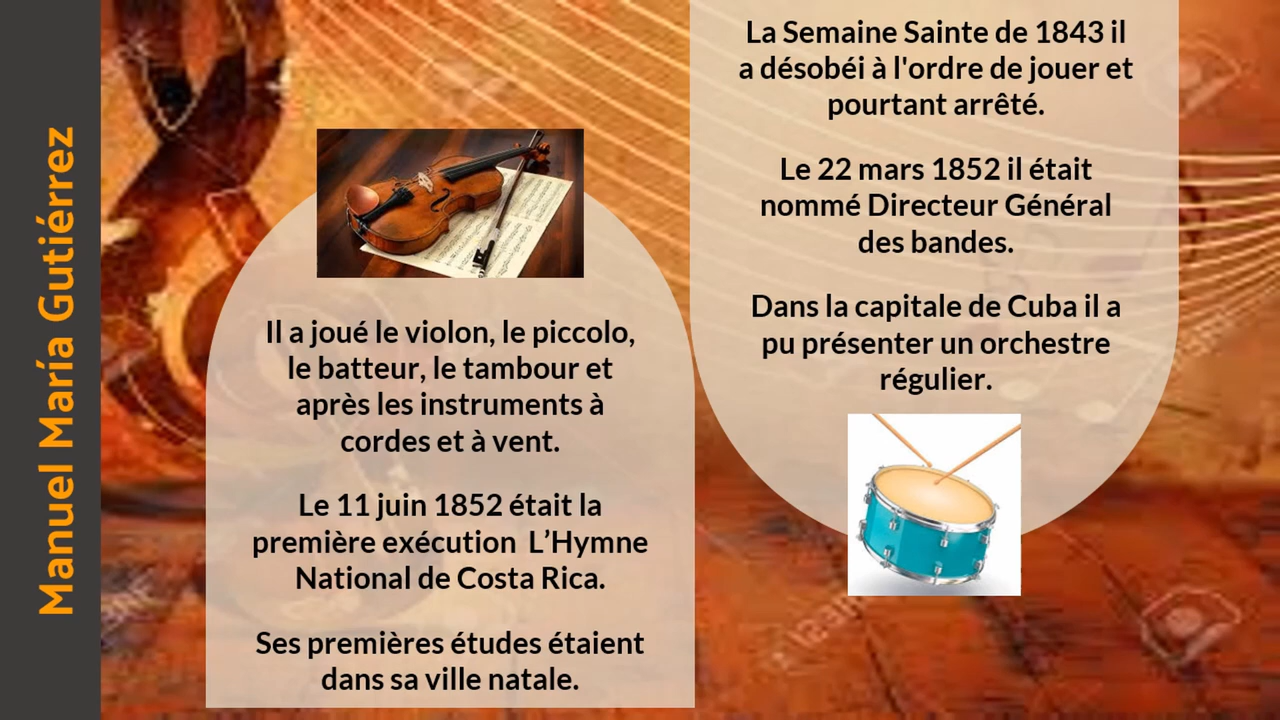 Manuel María Gutiérrez
Il a joué le violon, le piccolo,
le batteur, le tambour et
après les instruments à
cordes et à vent.
Le 11 juin 1852 était la
première exécution  L’Hymne
National de Costa Rica.
Ses premières études étaient
dans sa ville natale.
La Semaine Sainte de 1843 il
a désobéi à l'ordre de jouer et
pourtant arrêté.
Le 22 mars 1852 il était
nommé Directeur Général
des bandes.
Dans la capitale de Cuba il a
pu présenter un orchestre
régulier.